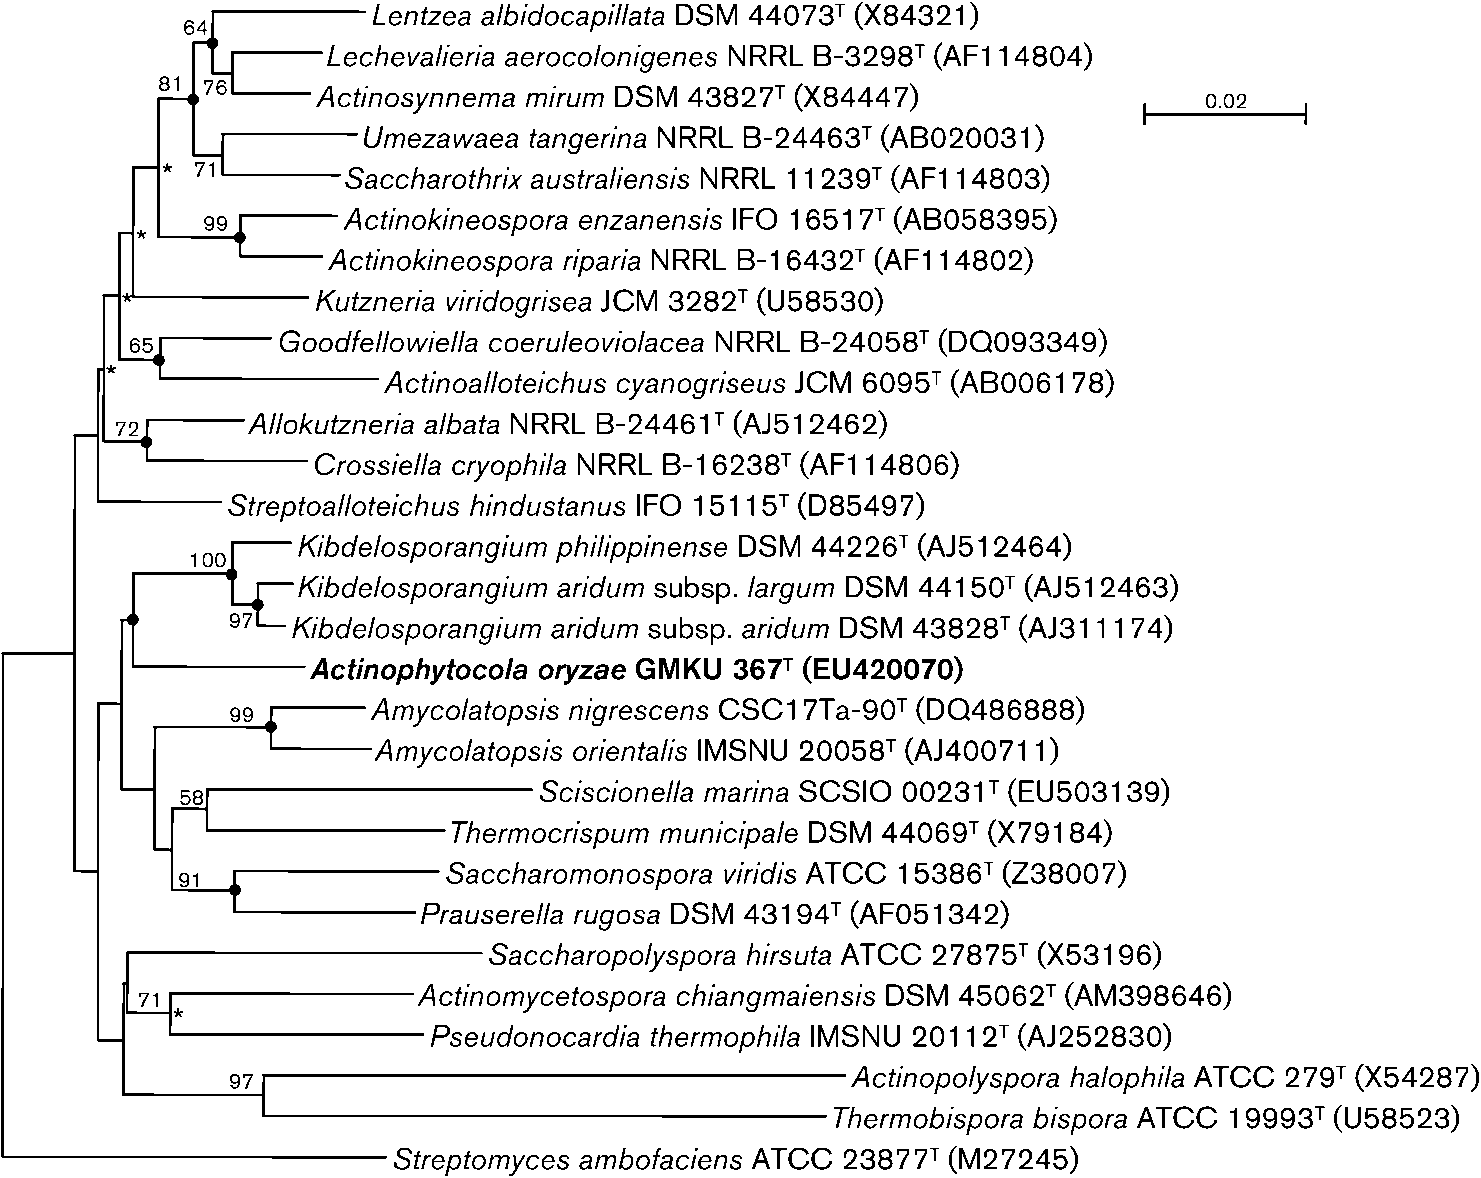 Lentzea albidocapillata DSM 44073ᵀ (X84321)
64
Lechevalieria aerocolonigenes NRRL B-3298ᵀ (AF114804)
81
76
Actinosynnema mirum DSM 43827ᵀ (X84447)
0.02
Umezawaea tangerina NRRL B-24463ᵀ (AB020031)
71
*
Saccharothrix australiensis NRRL 11239ᵀ (AF114803)
Actinokineospora enzanensis IFO 16517ᵀ (AB058395)
99
*
Actinokineospora riparia NRRL B-16432ᵀ (AF114802)
*
Kutzneria viridogrisea JCM 3282ᵀ (U58530)
Goodfellowiella coeruleoviolacea NRRL B-24058ᵀ (DQ093349)
65
*
Actinoalloteichus cyanogriseus JCM 6095ᵀ (AB006178)
Allokutzneria albata NRRL B-24461ᵀ (AJ512462)
72
Crossiella cryophila NRRL B-16238ᵀ (AF114806)
Streptoalloteichus hindustanus IFO 15115ᵀ (D85497)
Kibdelosporangium philippinense DSM 44226ᵀ (AJ512464)
100
Kibdelosporangium aridum subsp. largum DSM 44150ᵀ (AJ512463)
97
Kibdelosporangium aridum subsp. aridum DSM 43828ᵀ (AJ311174)
Actinophytocola oryzae GMKU 367ᵀ (EU420070)
Amycolatopsis nigrescens CSC17Ta-90ᵀ (DQ486888)
99
Amycolatopsis orientalis IMSNU 20058ᵀ (AJ400711)
Sciscionella marina SCSIO 00231ᵀ (EU503139)
58
Thermocrispum municipale DSM 44069ᵀ (X79184)
Saccharomonospora viridis ATCC 15386ᵀ (Z38007)
91
Prauserella rugosa DSM 43194ᵀ (AF051342)
Saccharopolyspora hirsuta ATCC 27875ᵀ (X53196)
Actinomycetospora chiangmaiensis DSM 45062ᵀ (AM398646)
71
*
Pseudonocardia thermophila IMSNU 20112ᵀ (AJ252830)
Actinopolyspora halophila ATCC 279ᵀ (X54287)
97
Thermobispora bispora ATCC 19993ᵀ (U58523)
Streptomyces ambofaciens ATCC 23877ᵀ (M27245)